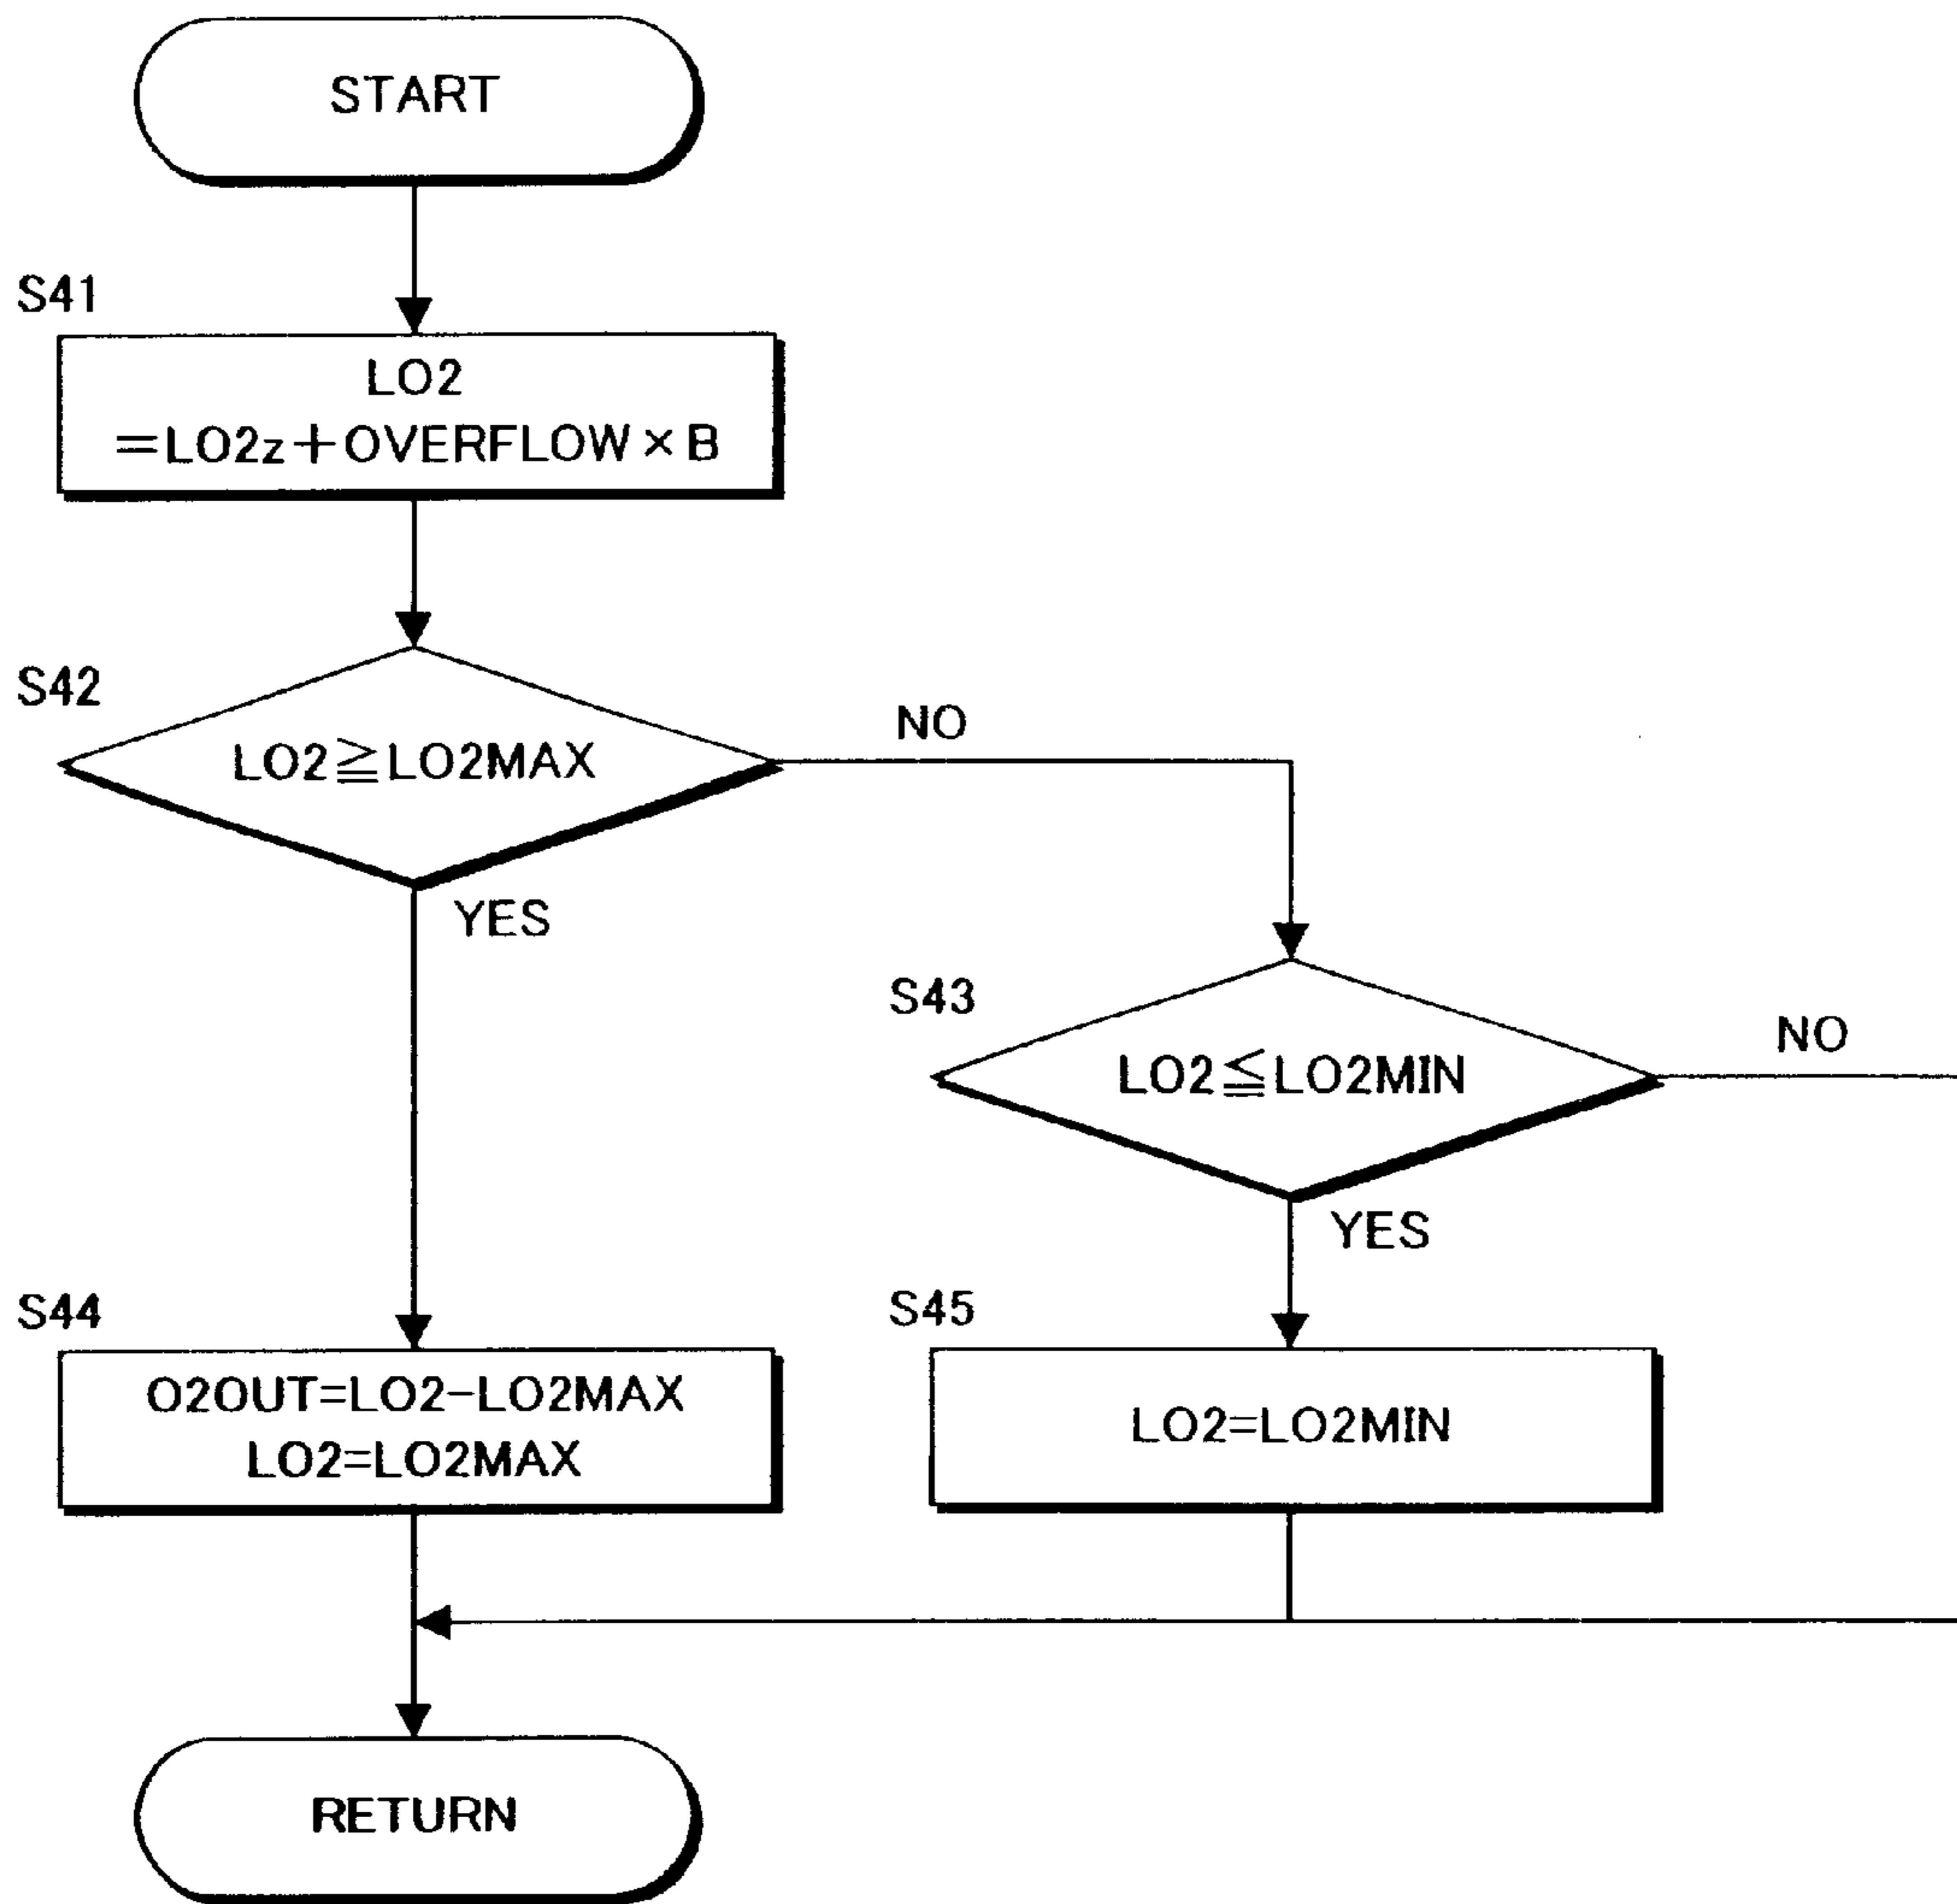 START
S41
LO2
=LO2z+OVERFLOW×B
S42
LO2≧LO2MAX
NO
YES
S43
LO2≦LO2MIN
NO
YES
S44
O2OUT=LO2-LO2MAX
LO2=LO2MAX
S45
LO2=LO2MIN
RETURN